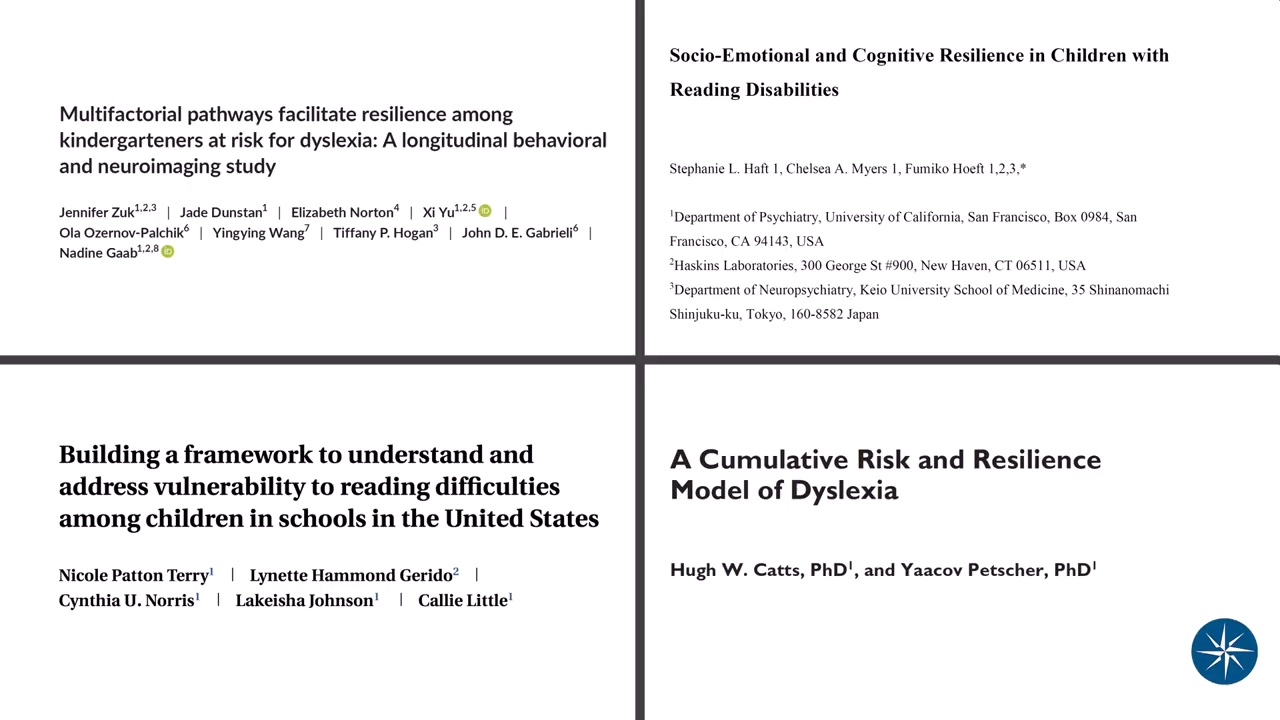 Multifactorial pathways facilitate resilience among
kindergarteners at risk for dyslexia: A longitudinal behavioral
and neuroimaging study
Jennifer Zuk1,2,3 | Jade Dunstan1 | Elizabeth Norton4 | Xi Yu1,2,5 iD |
Ola Ozernov-Palchik6 | Yingying Wang7 | Tiffany P. Hogan3 | John D. E. Gabrieli6 |
Nadine Gaab1,2,8 iD
Socio-Emotional and Cognitive Resilience in Children with
Reading Disabilities
Stephanie L. Haft 1, Chelsea A. Myers 1, Fumiko Hoeft 1,2,3,*
1Department of Psychiatry, University of California, San Francisco, Box 0984, San
Francisco, CA 94143, USA
2Haskins Laboratories, 300 George St #900, New Haven, CT 06511, USA
3Department of Neuropsychiatry, Keio University School of Medicine, 35 Shinanomachi
Shinjuku-ku, Tokyo, 160-8582 Japan
Building a framework to understand and
address vulnerability to reading difficulties
among children in schools in the United States
Nicole Patton Terry1 | Lynette Hammond Gerido2 |
Cynthia U. Norris1 | Lakeisha Johnson1 | Callie Little1
A Cumulative Risk and Resilience
Model of Dyslexia
Hugh W. Catts, PhD1, and Yaacov Petscher, PhD1